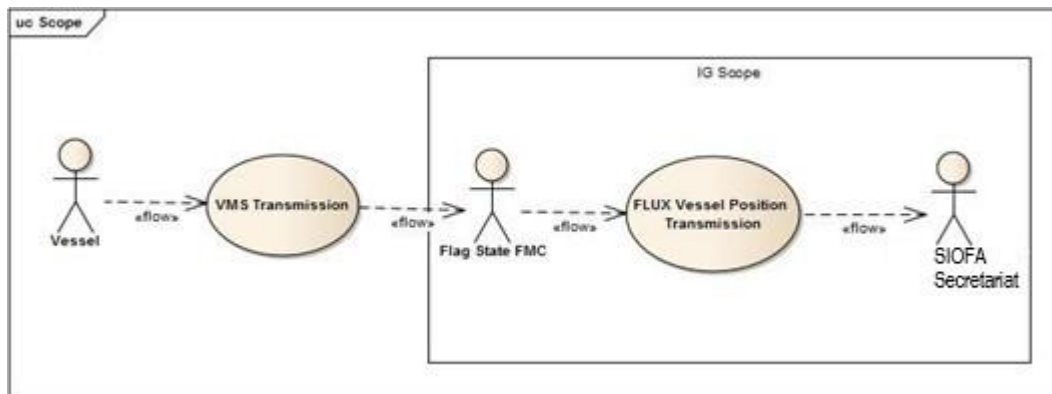 uc Scope
IG Scope
VMS Transmission
FLUX Vessel Position
Transmission
«flow»
«flow»
«flow»
«flow»
Vessel
Flag State FMC
SIOFA
Secretariat